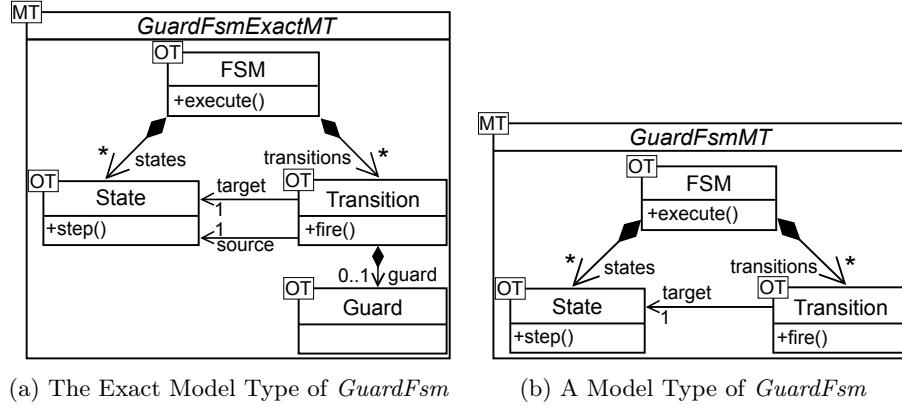 MT
GuardFsmExactMT
OT
FSM
+execute()
* states
transitions *
OT
State
+step()
target
1
1
source
OT
Transition
+fire()
0..1 guard
OT
Guard
(a) The Exact Model Type of GuardFsm
MT
GuardFsmMT
OT
FSM
+execute()
* states
transitions *
OT
State
+step()
target
1
OT
Transition
+fire()
(b) A Model Type of GuardFsm